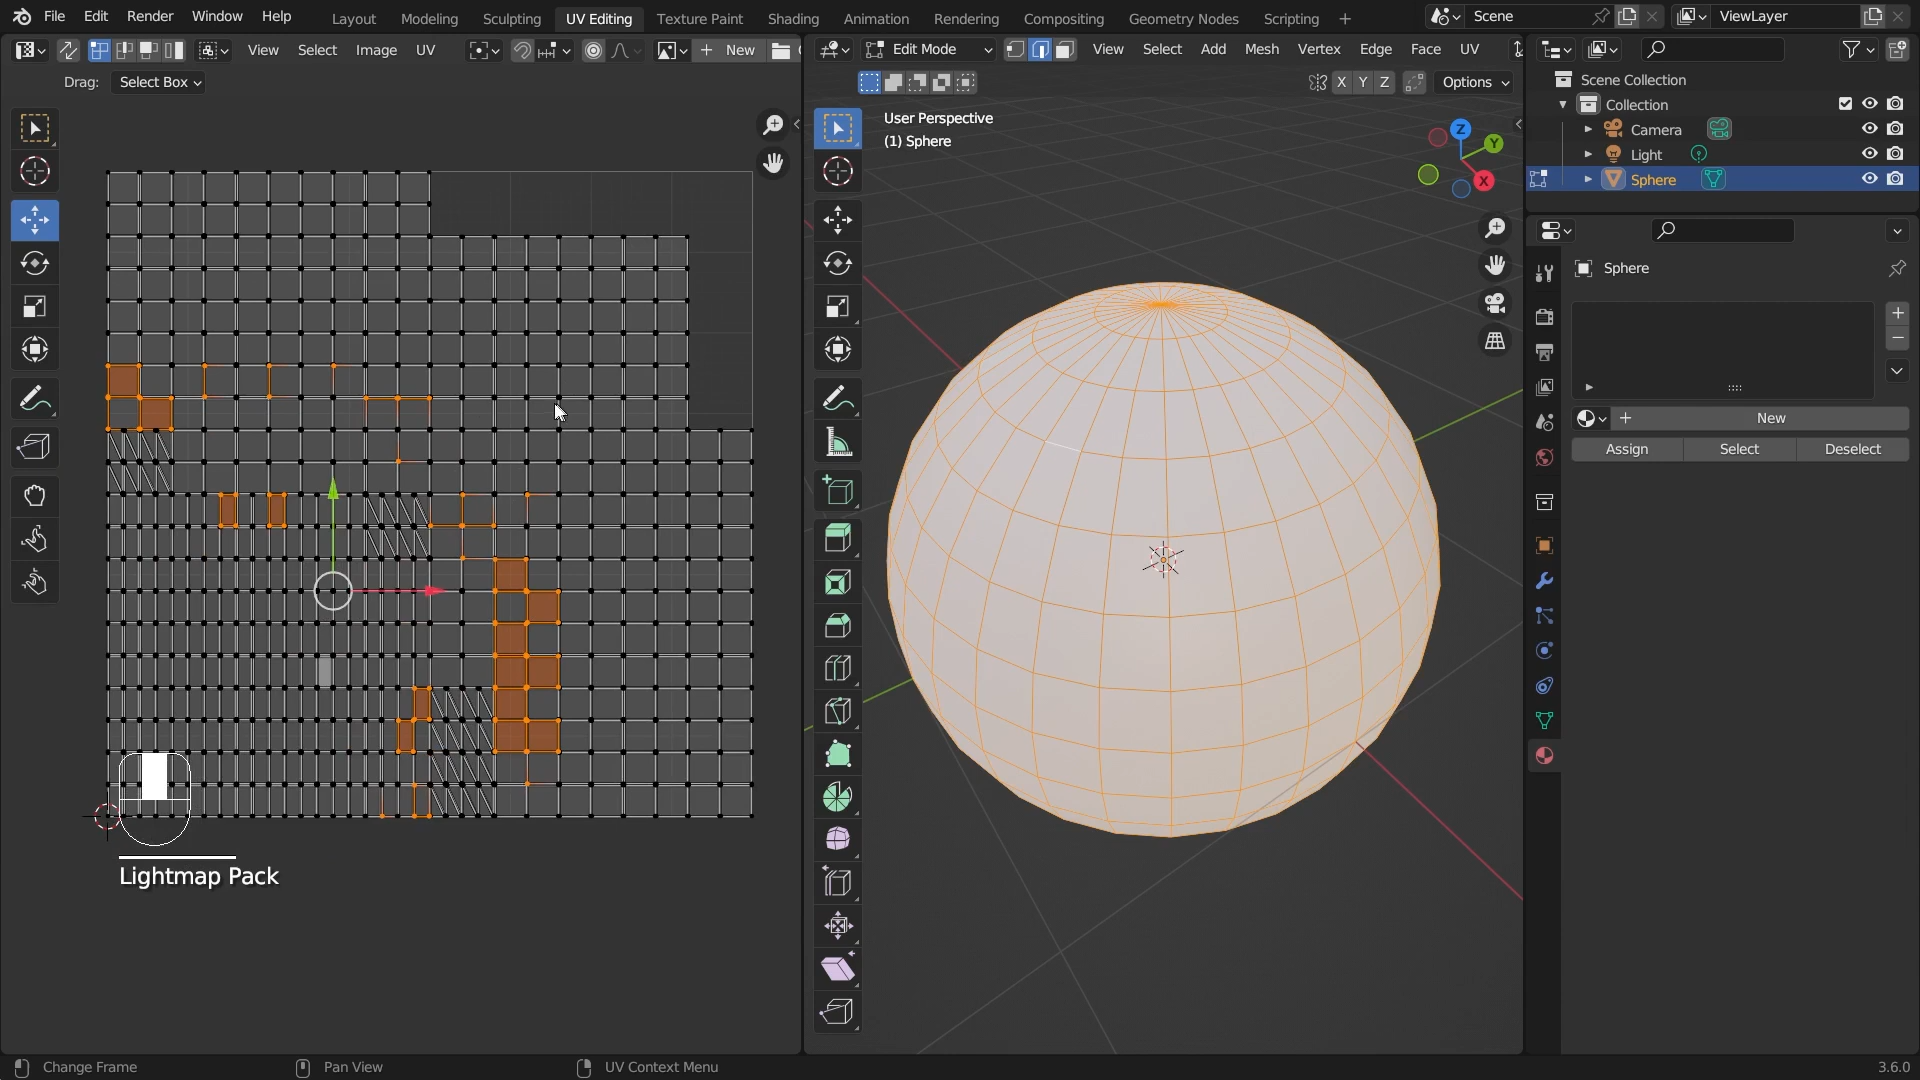 File Edit Render Window Help Layout Modeling Sculpting UV Editing Texture Paint Shading Animation Rendering Compositing Geometry Nodes Scripting + Scene ViewLayer
View Select Image UV New Edit Mode View Select Add Mesh Vertex Edge Face UV
Drag: Select Box X Y Z Options Scene Collection
Collection
User Perspective
(1) Sphere
Z
Y
X
Camera
Light
Sphere
Sphere
New
Assign Select Deselect
Lightmap Pack
Change Frame Pan View UV Context Menu 3.6.0